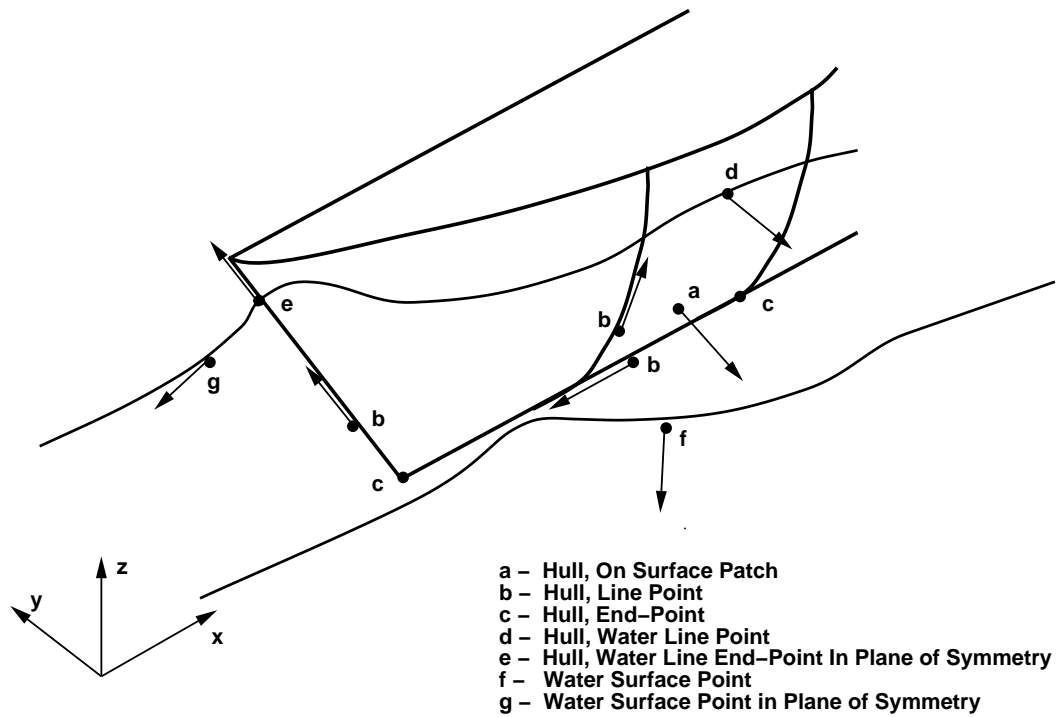 d
a
e
c
b
b
g
b
f
c
z
y
x
a – Hull, On Surface Patch
b – Hull, Line Point
c – Hull, End–Point
d – Hull, Water Line Point
e – Hull, Water Line End–Point In Plane of Symmetry
f – Water Surface Point
g – Water Surface Point in Plane of Symmetry